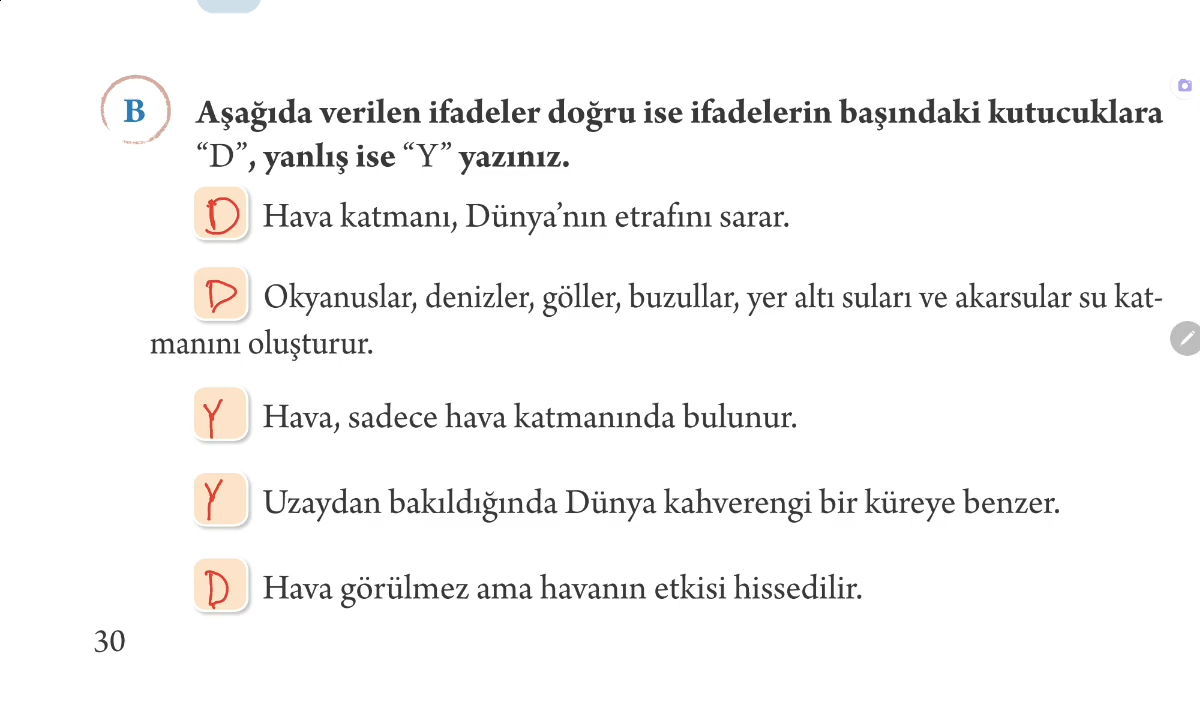 B Aşağıda verilen ifadeler doğru ise ifadelerin başındaki kutucuklara
“D”, yanlış ise “Y” yazınız.
D Hava katmanı, Dünya’nın etrafını sarar.
D Okyanuslar, denizler, göller, buzullar, yer altı suları ve akarsular su kat-
manını oluşturur.
Y Hava, sadece hava katmanında bulunur.
Y Uzaydan bakıldığında Dünya kahverengi bir küreye benzer.
D Hava görülmez ama havanın etkisi hissedilir.
30